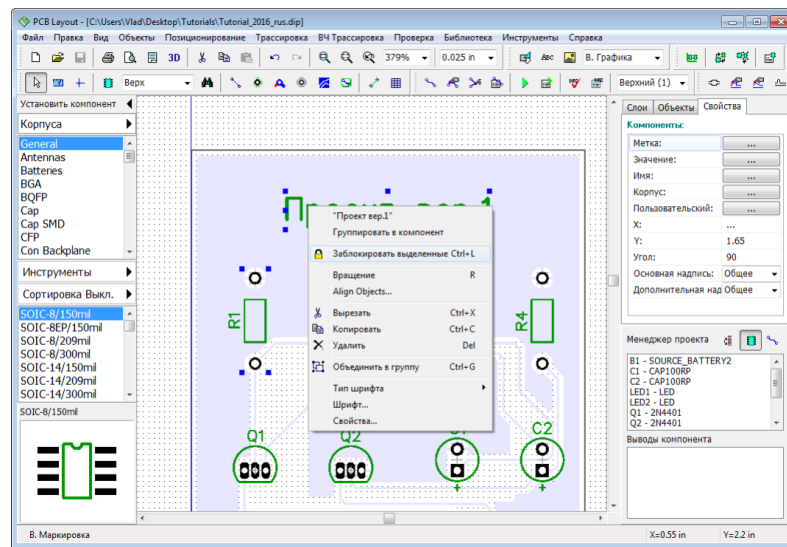 PCB Layout - [C:\Users\Vlad\Desktop\Tutorials\Tutorial_2016_rus.dip]
Файл Правка Вид Объекты Позиционирование Трассировка ВЧ Трассировка Проверка Библиотеки Инструменты Справка
3D 379% 0.025 in ABC В. Графика
Верх Верхний (1)
Установить компонент
Корпуса
General
Antennas
Batteries
BGA
BQFP
Cap
Cap SMD
CFP
Con Backplane
Инструменты
Сортировка Выкл.
SOIC-8/150mil
SOIC-8EP/150mil
SOIC-8/209mil
SOIC-8/300mil
SOIC-14/150mil
SOIC-14/209mil
SOIC-14/300mil
SOIC-8/150mil
R1
R4
Q1
Q2
C2
"Проект вер.1"
Группировать в компонент
Заблокировать выделенные Ctrl+L
Вращение R
Align Objects...
Вырезать Ctrl+X
Копировать Ctrl+C
Удалить Del
Объединить в группу Ctrl+G
Тип шрифта
Шрифт...
Свойства...
Слои Объекты Свойства
Компоненты:
Метка: ...
Значение: ...
Имя: ...
Корпус: ...
Пользовательский: ...
X: ...
Y: 1.65
Угол: 90
Основная надпись: Общее
Дополнительная над Общее
Менеджер проекта
B1 - SOURCE_BATTERY2
C1 - CAP100RP
C2 - CAP100RP
LED1 - LED
LED2 - LED
Q1 - 2N4401
Q2 - 2N4401
Выводы компонента
В. Маркировка
X=0.55 in Y=2.2 in